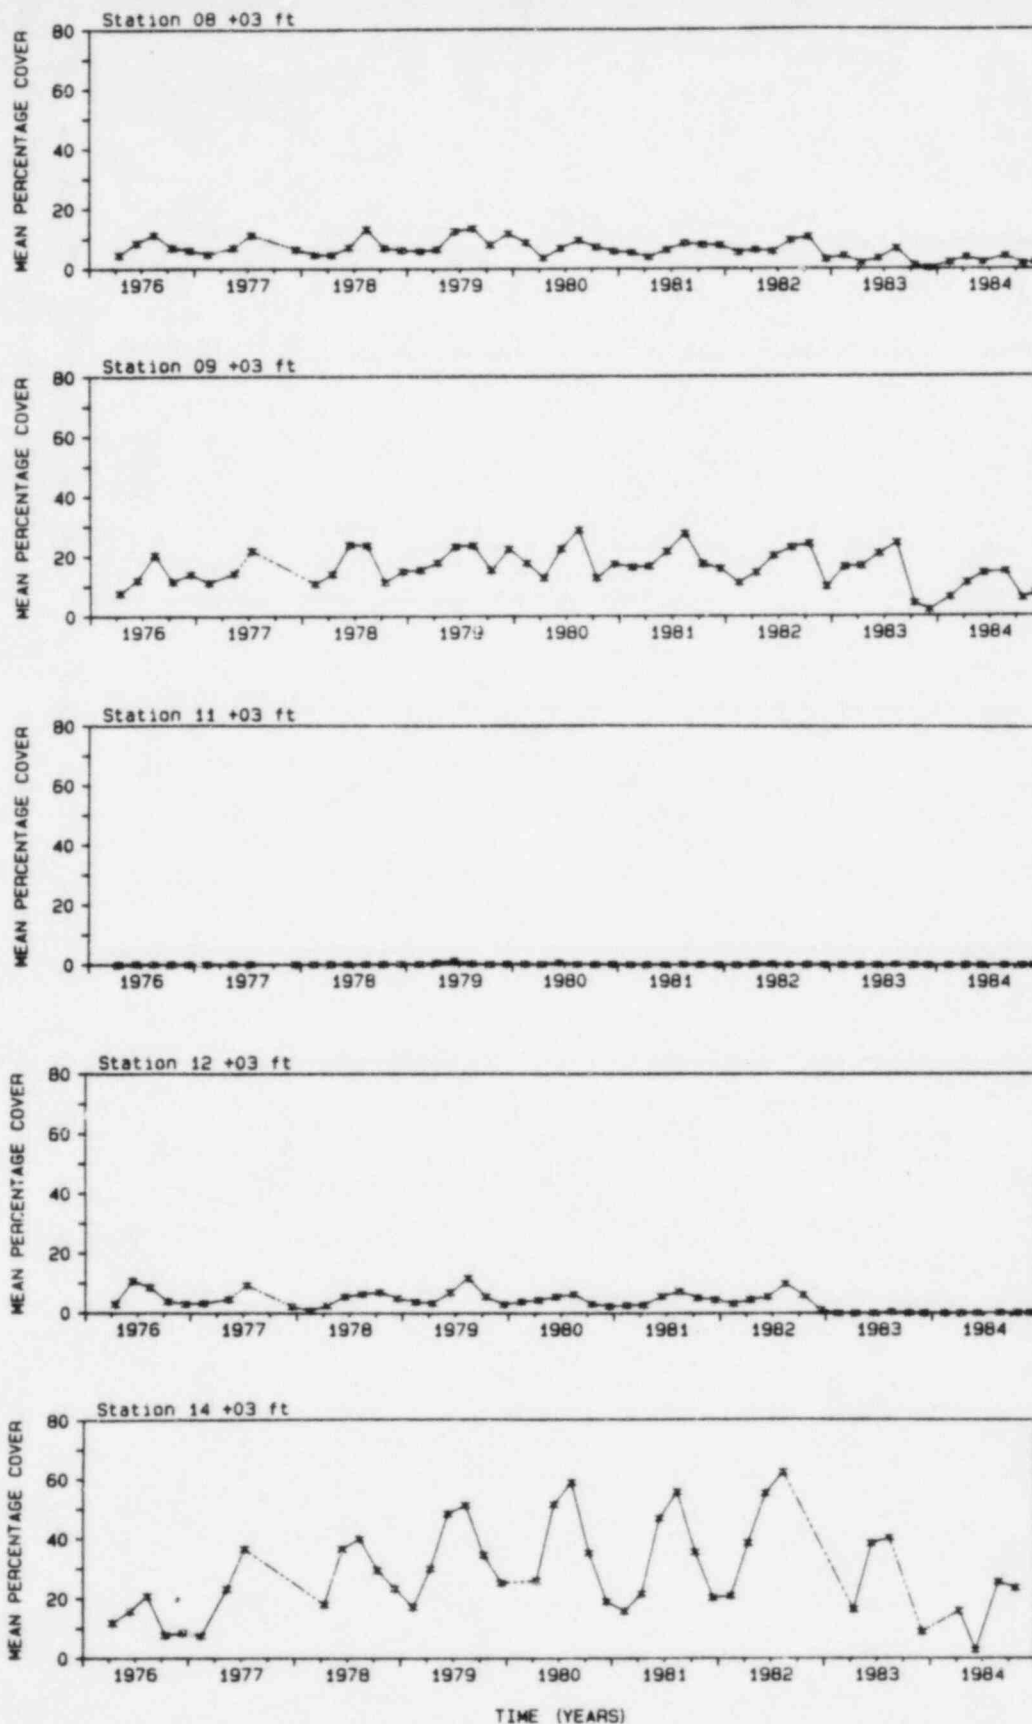 Station 08 +03 ft
MEAN PERCENTAGE COVER
80
60
40
20
0
1976 1977 1978 1979 1980 1981 1982 1983 1984
Station 09 +03 ft
MEAN PERCENTAGE COVER
80
60
40
20
0
1976 1977 1978 1979 1980 1981 1982 1983 1984
Station 11 +03 ft
MEAN PERCENTAGE COVER
80
60
40
20
0
1976 1977 1978 1979 1980 1981 1982 1983 1984
Station 12 +03 ft
MEAN PERCENTAGE COVER
80
60
40
20
0
1976 1977 1978 1979 1980 1981 1982 1983 1984
Station 14 +03 ft
MEAN PERCENTAGE COVER
80
60
40
20
0
1976 1977 1978 1979 1980 1981 1982 1983 1984
TIME (YEARS)